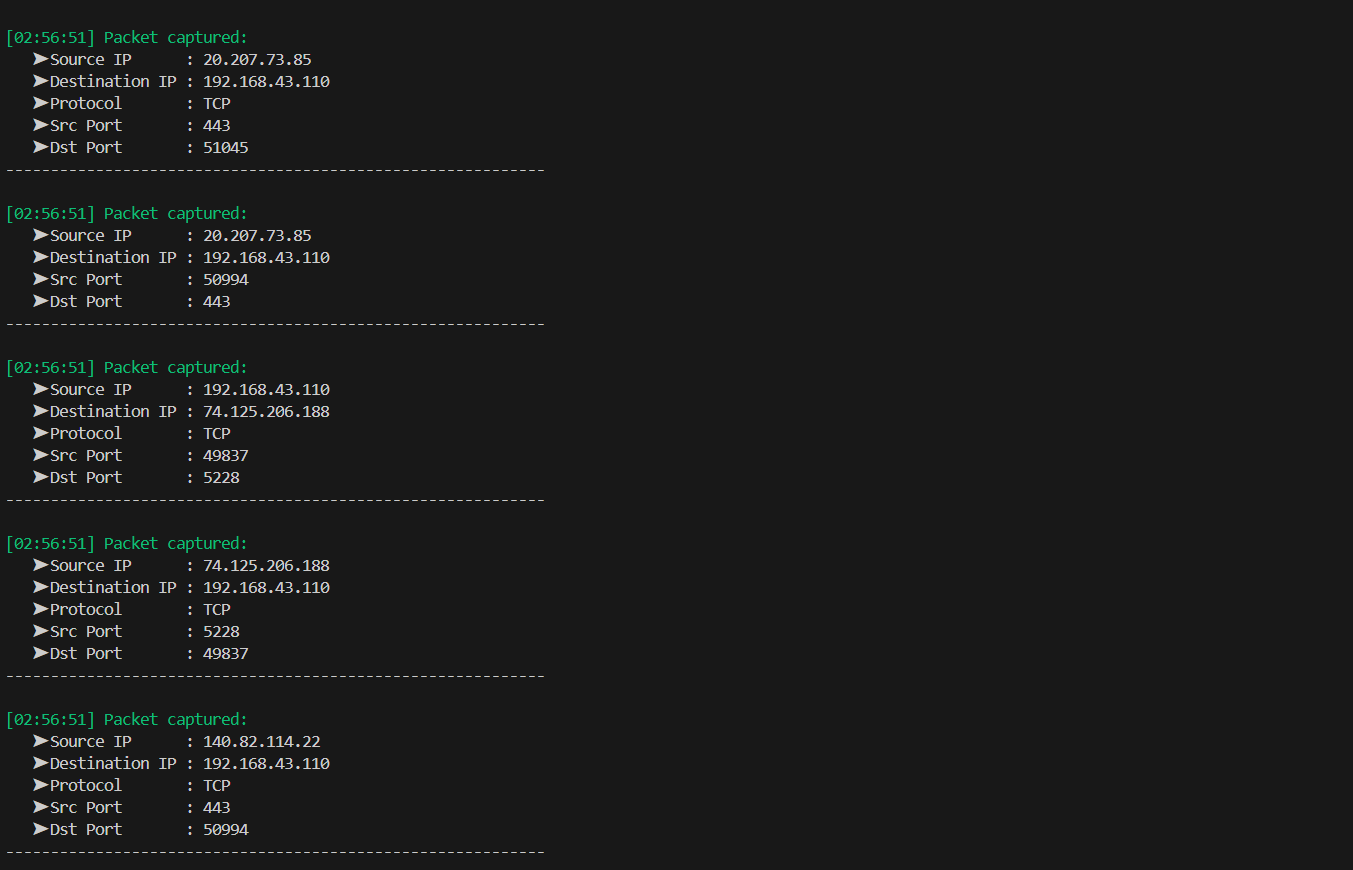 [02:56:51] Packet captured:
➤Source IP      : 20.207.73.85
➤Destination IP : 192.168.43.110
➤Protocol       : TCP
➤Src Port       : 443
➤Dst Port       : 51045
------------------------------------------------------------
[02:56:51] Packet captured:
➤Source IP      : 20.207.73.85
➤Destination IP : 192.168.43.110
➤Src Port       : 50994
➤Dst Port       : 443
------------------------------------------------------------
[02:56:51] Packet captured:
➤Source IP      : 192.168.43.110
➤Destination IP : 74.125.206.188
➤Protocol       : TCP
➤Src Port       : 49837
➤Dst Port       : 5228
------------------------------------------------------------
[02:56:51] Packet captured:
➤Source IP      : 74.125.206.188
➤Destination IP : 192.168.43.110
➤Protocol       : TCP
➤Src Port       : 5228
➤Dst Port       : 49837
------------------------------------------------------------
[02:56:51] Packet captured:
➤Source IP      : 140.82.114.22
➤Destination IP : 192.168.43.110
➤Protocol       : TCP
➤Src Port       : 443
➤Dst Port       : 50994
------------------------------------------------------------